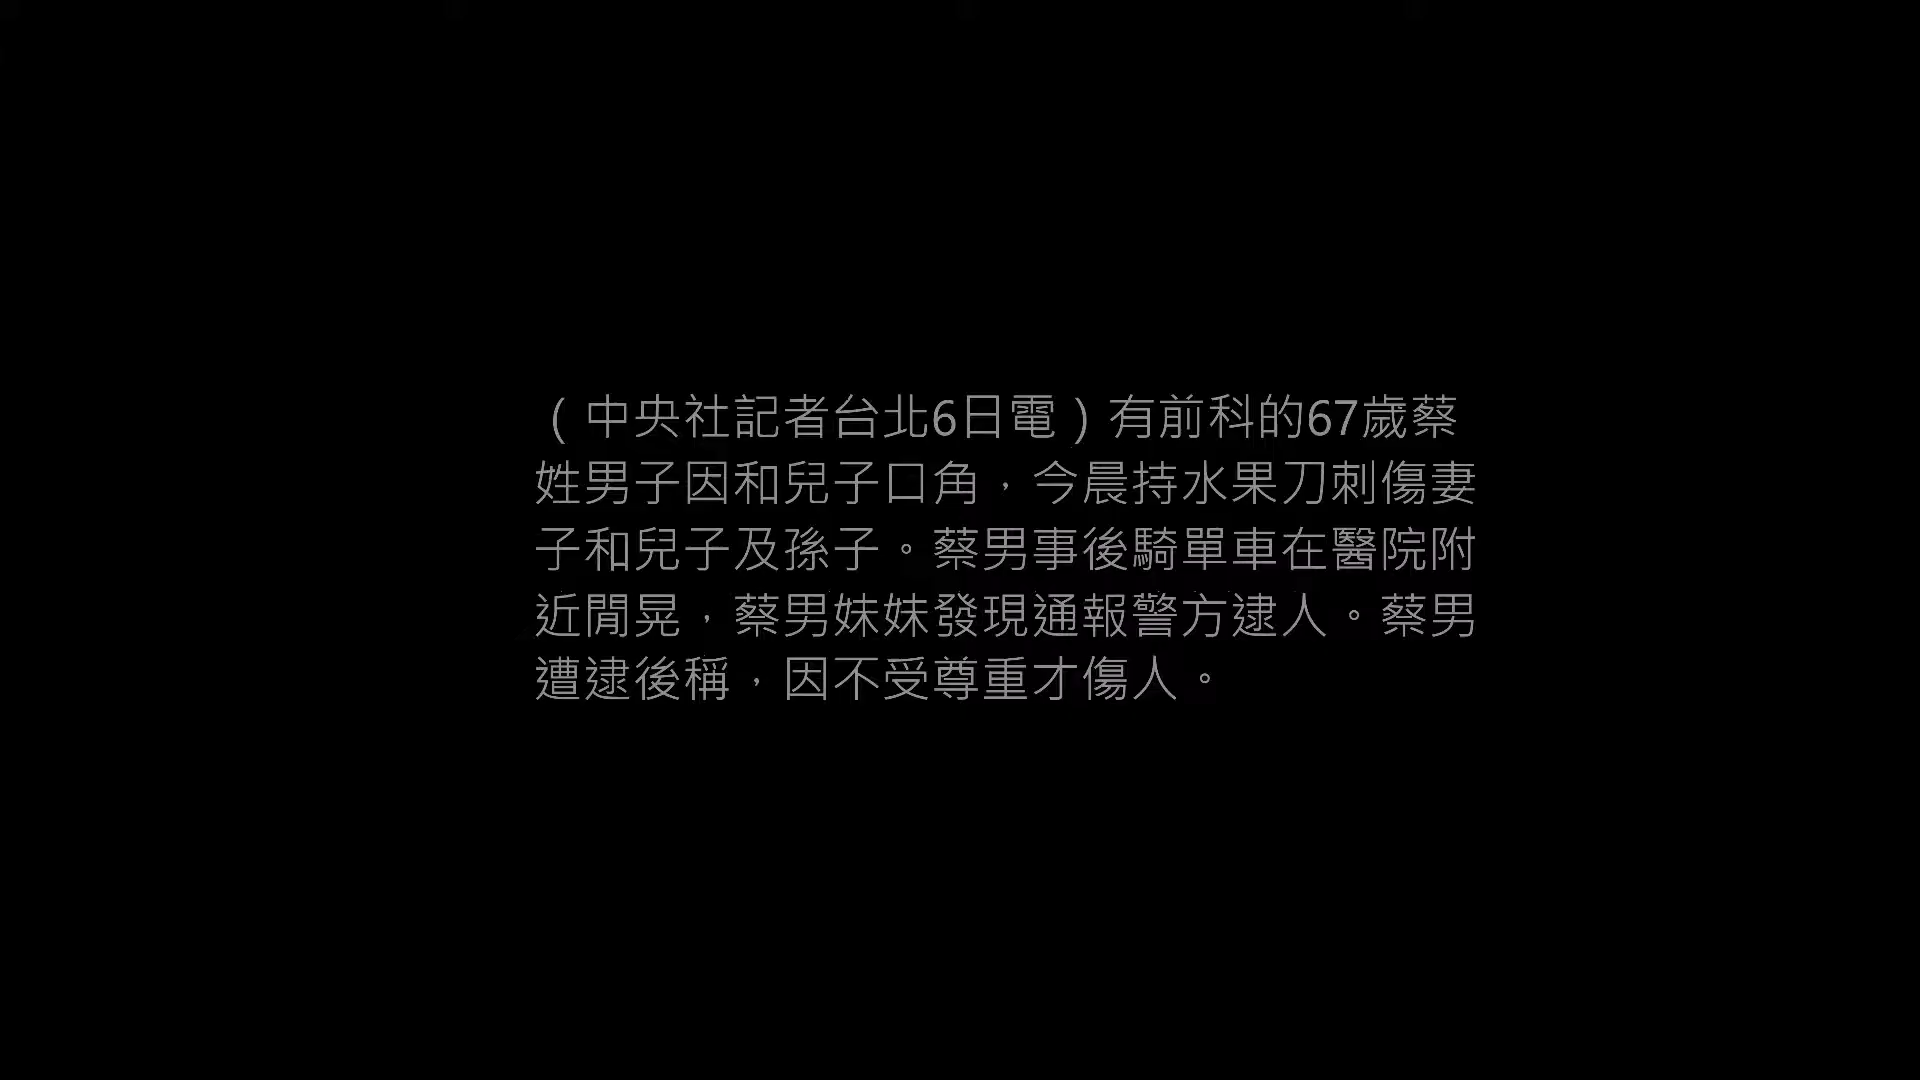 （中央社記者台北6日電）有前科的67歲蔡
姓男子因和兒子口角，今晨持水果刀刺傷妻
子和兒子及孫子。蔡男事後騎單車在醫院附
近閒晃，蔡男妹妹發現通報警方逮人。蔡男
遭逮後稱，因不受尊重才傷人。